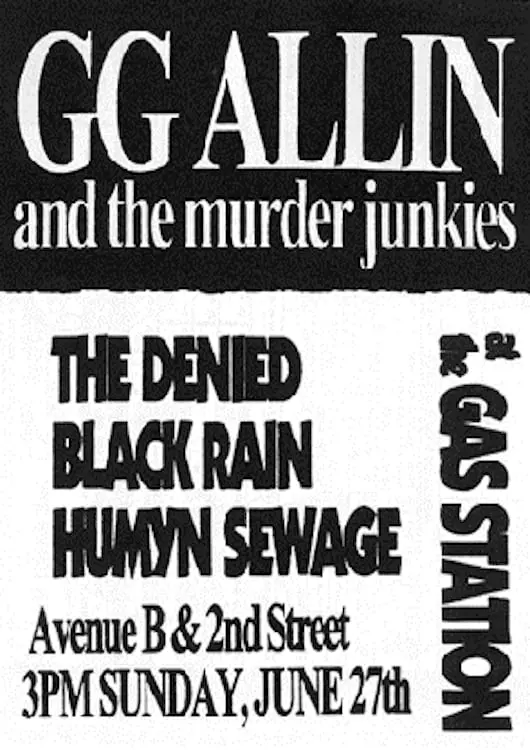 GG ALLIN
and the murder junkies
THE DENIED
BLACK RAIN
HUMYN SEWAGE
at
the
GAS STATION
Avenue B & 2nd Street
3PM SUNDAY, JUNE 27th